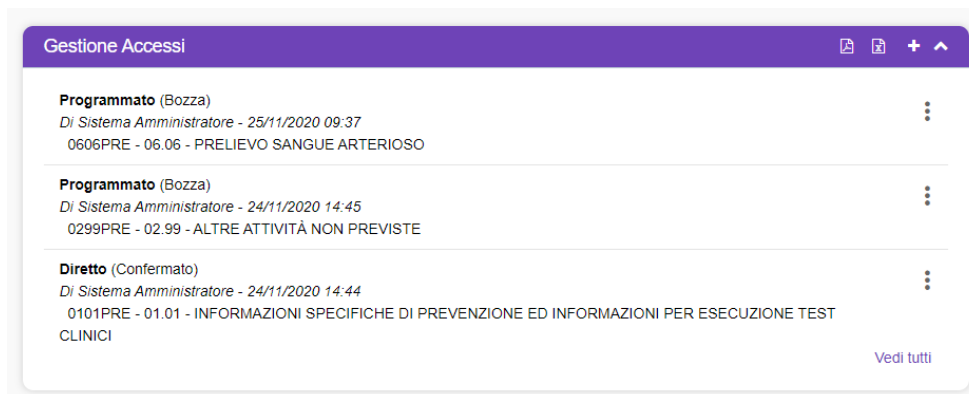 Gestione Accessi
Programmato (Bozza)
Di Sistema Amministratore - 25/11/2020 09:37
0606PRE - 06.06 - PRELIEVO SANGUE ARTERIOSO
Programmato (Bozza)
Di Sistema Amministratore - 24/11/2020 14:45
0299PRE - 02.99 - ALTRE ATTIVITÀ NON PREVISTE
Diretto (Confermato)
Di Sistema Amministratore - 24/11/2020 14:44
0101PRE - 01.01 - INFORMAZIONI SPECIFICHE DI PREVENZIONE ED INFORMAZIONI PER ESECUZIONE TEST
CLINICI
Vedi tutti